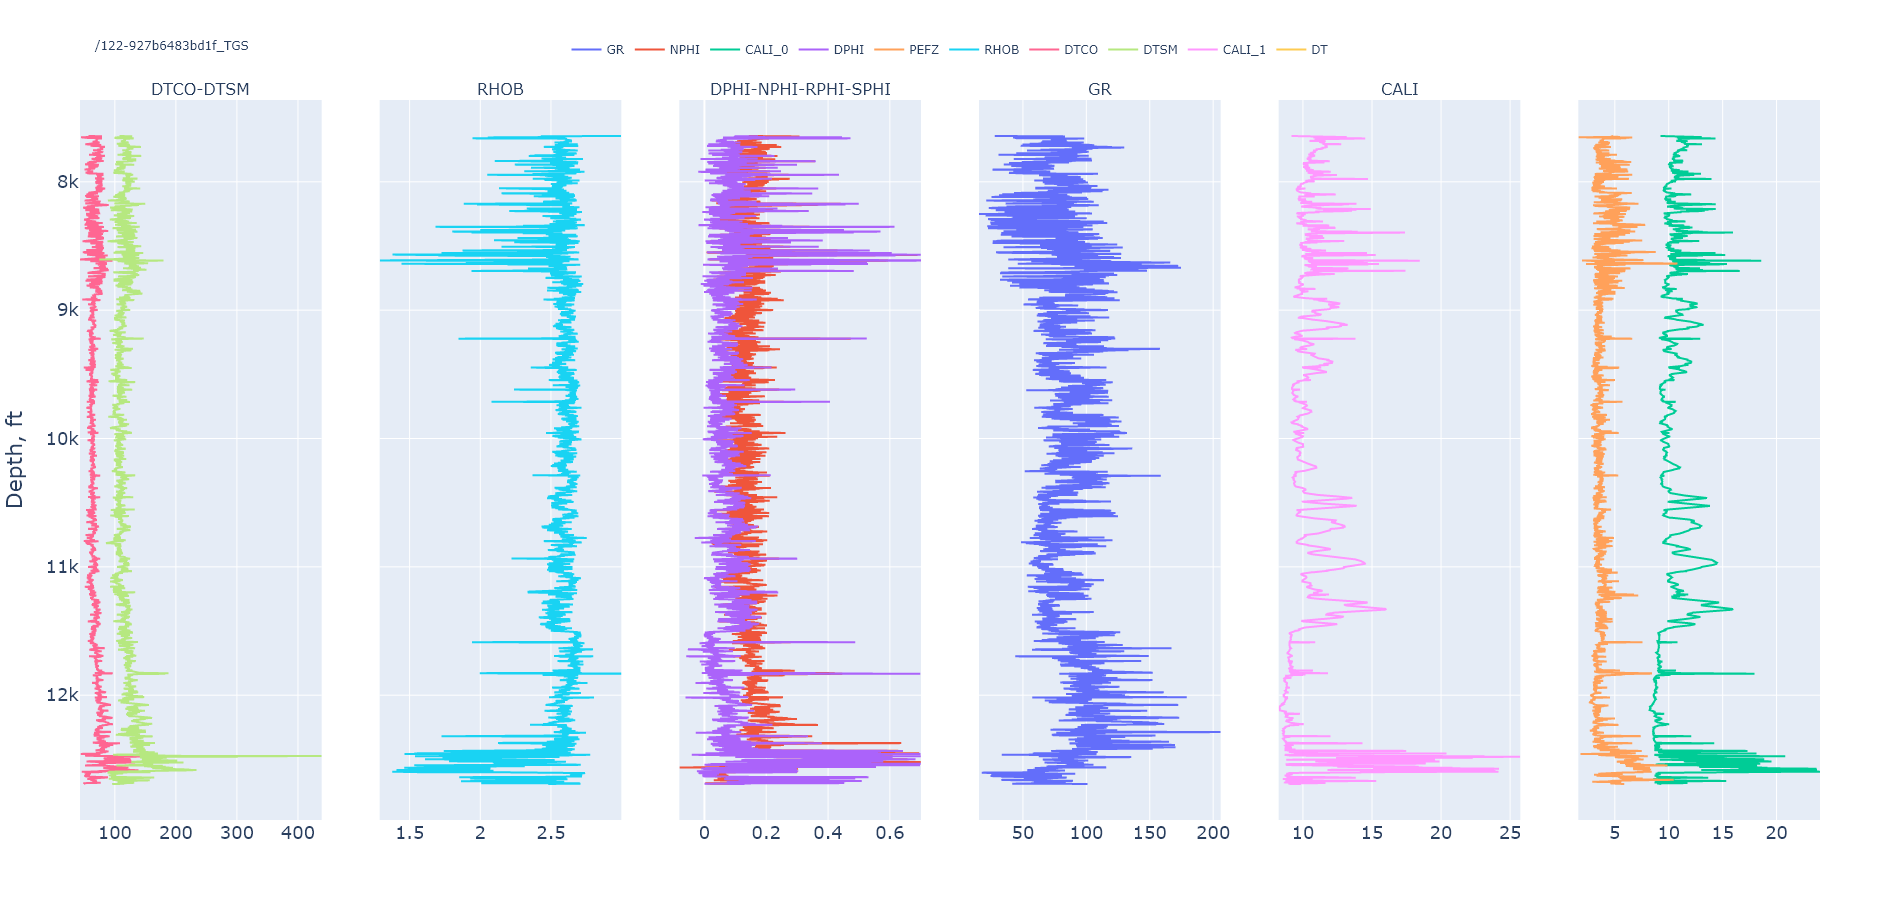 /122-927b6483bd1f_TGS
GR NPHI CALI_0 DPHI PEFZ RHOB DTCO DTSM CALI_1 DT
DTCO-DTSM RHOB DPHI-NPHI-RPHI-SPHI GR CALI
Depth, ft
8k
9k
10k
11k
12k
100 200 300 400 1.5 2 2.5 0 0.2 0.4 0.6 50 100 150 200 10 15 20 25 5 10 15 20